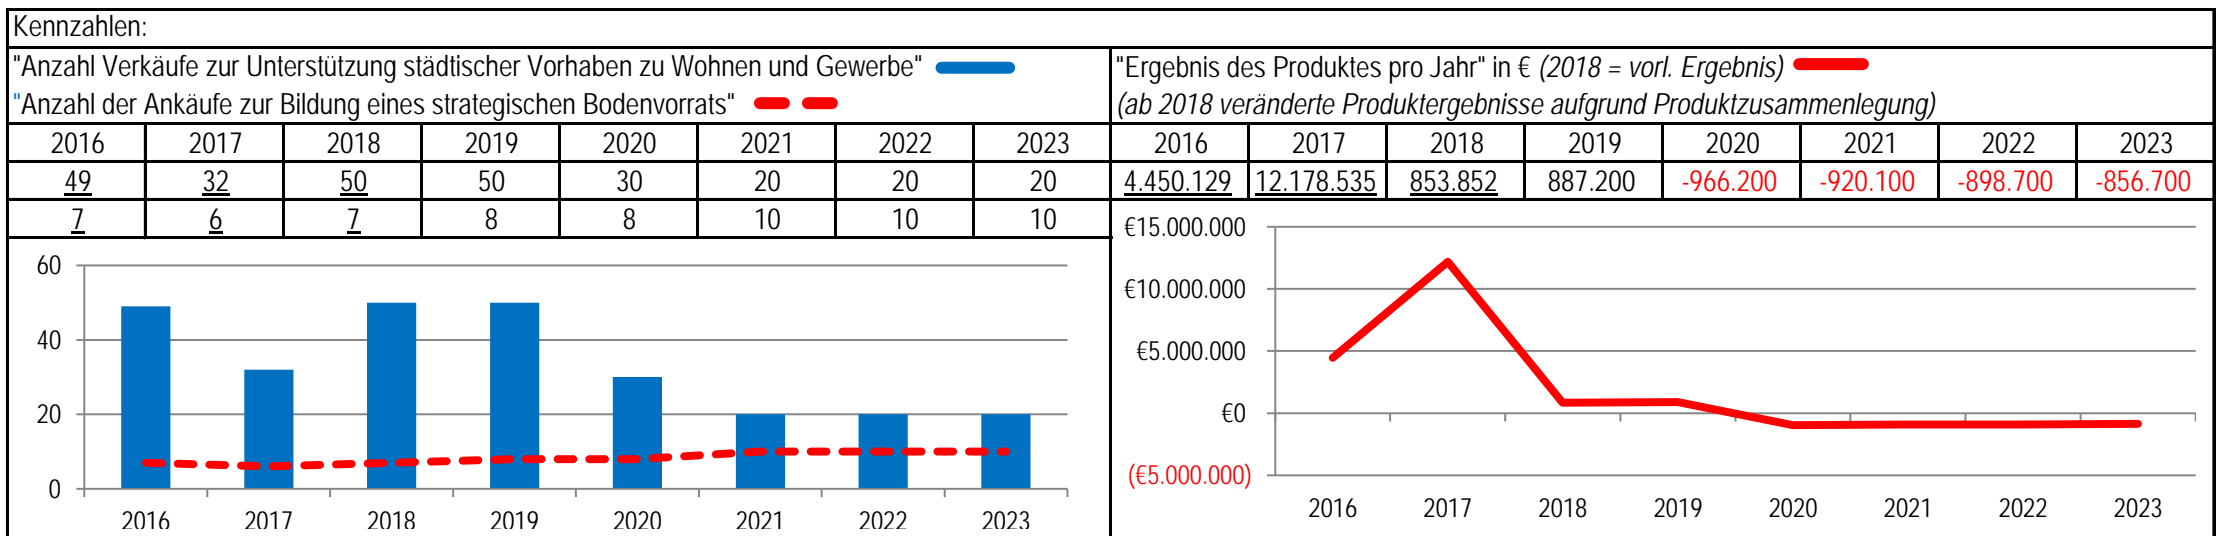 Kennzahlen:
"Anzahl Verkäufe zur Unterstützung städtischer Vorhaben zu Wohnen und Gewerbe"
"Anzahl der Ankäufe zur Bildung eines strategischen Bodenvorrats"
2016 2017 2018 2019 2020 2021 2022 2023
49 32 50 50 30 20 20 20
7 6 7 8 8 10 10 10
60
40
20
0
2016 2017 2018 2019 2020 2021 2022 2023
"Ergebnis des Produktes pro Jahr" in € (2018 = vorl. Ergebnis)
(ab 2018 veränderte Produktergebnisse aufgrund Produktzusammenlegung)
2016 2017 2018 2019 2020 2021 2022 2023
4.450.129 12.178.535 853.852 887.200 -966.200 -920.100 -898.700 -856.700
€15.000.000
€10.000.000
€5.000.000
€0
(€5.000.000)
2016 2017 2018 2019 2020 2021 2022 2023